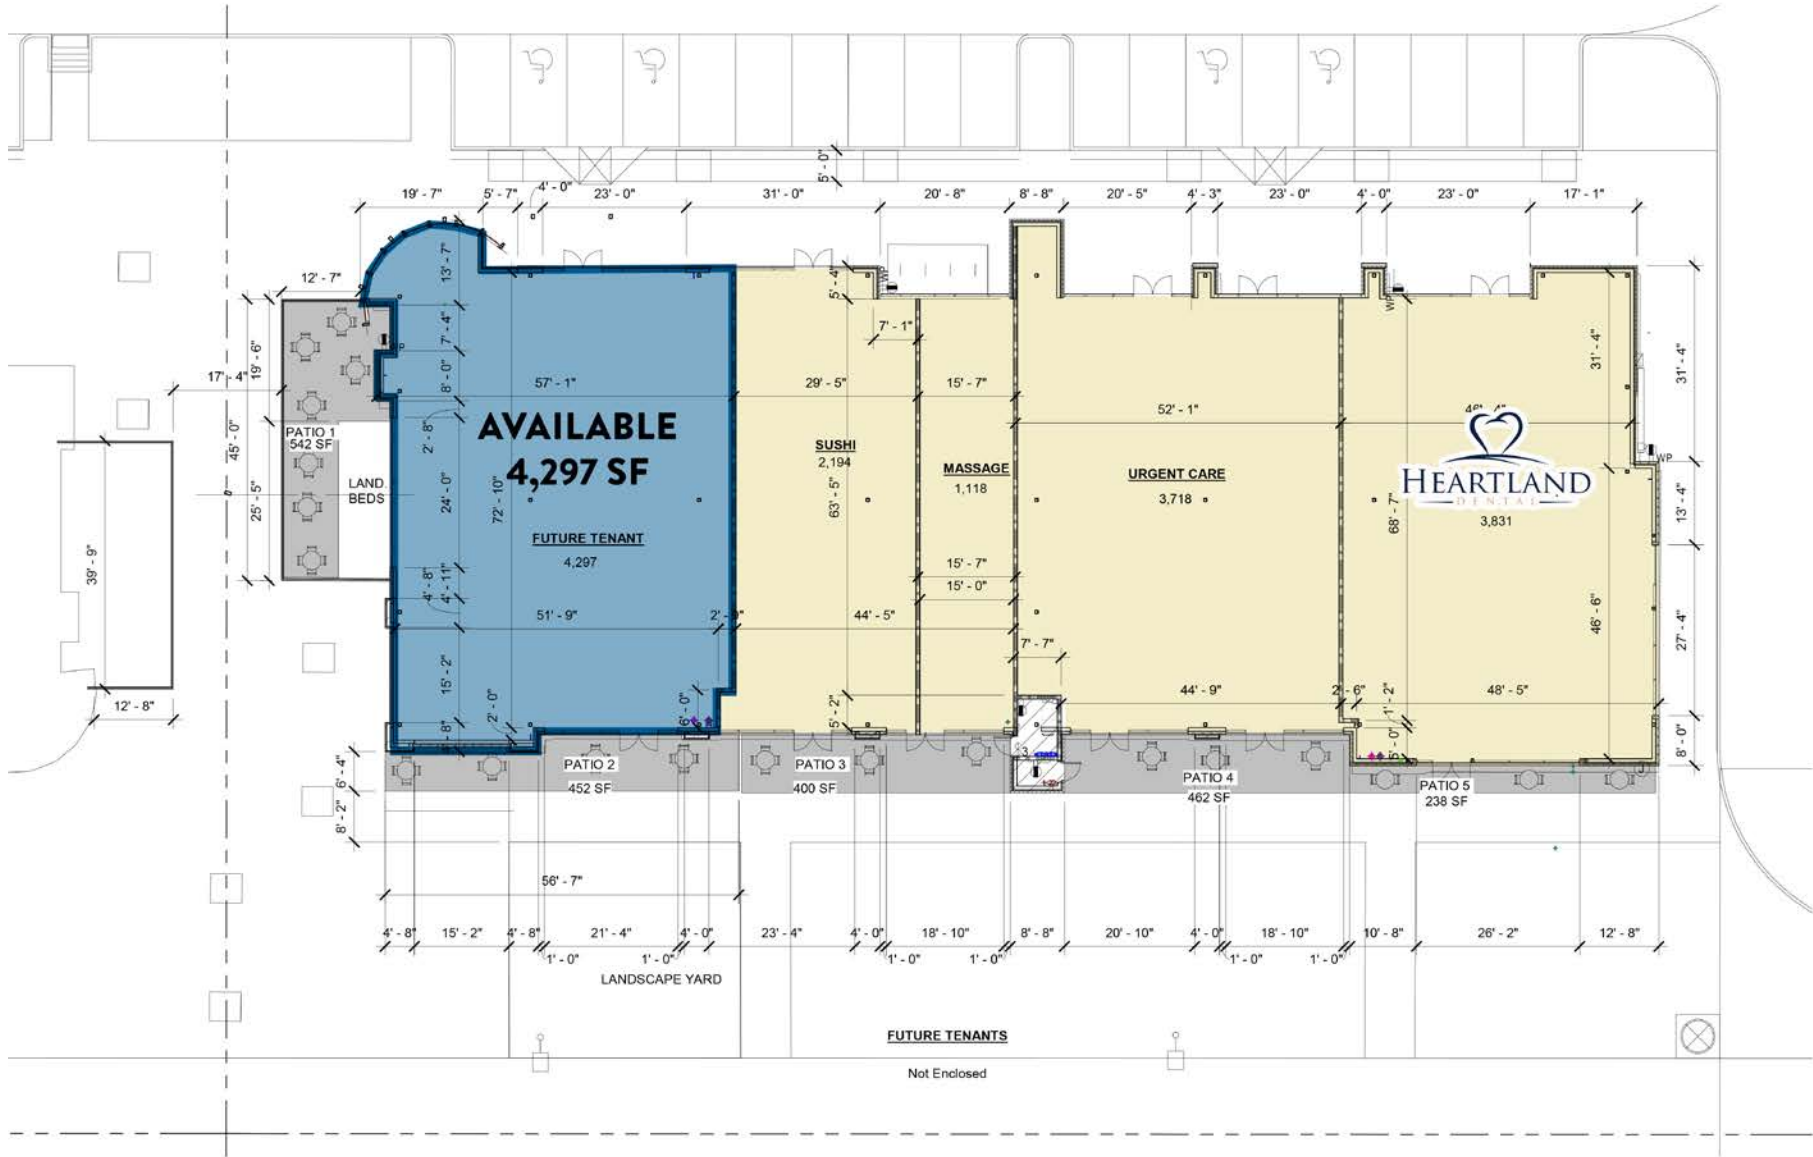 5' - 0"
19' - 7"
5' - 7"
4' - 0"
23' - 0"
31' - 0"
20' - 8"
8' - 8"
20' - 5"
4' - 3"
23' - 0"
4' - 0"
23' - 0"
17' - 1"
12' - 7"
13' - 7"
5' - 4"
WP
WP
7' - 1"
7' - 4"
19' - 6"
17' - 4"
8' - 0"
57' - 1"
29' - 5"
15' - 7"
52' - 1"
31' - 4"
31' - 4"
AVAILABLE
4,297 SF
PATIO 1
542 SF
45' - 0"
2' - 8"
SUSHI
2,194
MASSAGE
1,118
URGENT CARE
3,718
HEARTLAND
DENTAL
3,831
WP
LAND.
BEDS
25' - 5"
24' - 0"
72' - 10"
63' - 5"
68' - 7"
13' - 4"
FUTURE TENANT
4,297
39' - 9"
4' - 8"
4' - 11"
15' - 7"
15' - 0"
51' - 9"
44' - 5"
46' - 6"
27' - 4"
7' - 7"
15' - 2"
2' - 0"
6' - 0"
5' - 2"
44' - 9"
2' - 6"
1' - 2"
48' - 5"
12' - 8"
5' - 0"
8' - 0"
6' - 4"
8' - 2"
PATIO 2
452 SF
PATIO 3
400 SF
PATIO 4
462 SF
PATIO 5
238 SF
56' - 7"
4' - 8"
15' - 2"
4' - 8"
21' - 4"
4' - 0"
23' - 4"
4' - 0"
18' - 10"
8' - 8"
20' - 10"
4' - 0"
18' - 10"
10' - 8"
26' - 2"
12' - 8"
1' - 0"
1' - 0"
1' - 0"
1' - 0"
1' - 0"
1' - 0"
LANDSCAPE YARD
FUTURE TENANTS
Not Enclosed